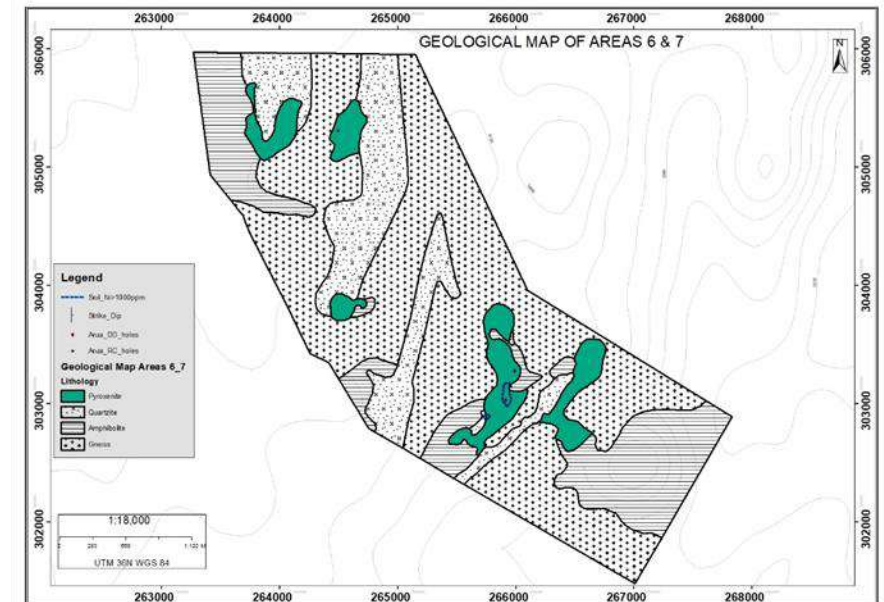 263000 264000 265000 266000 267000 268000
GEOLOGICAL MAP OF AREAS 6 & 7
N
306000 306000
305000 305000
304000 304000
303000 303000
302000 302000
Legend
Soil_Ni>1000ppm
Strike_Dip
Akua_DD_holes
Akua_RC_holes
Geological Map Areas 6_7
Lithology
Pyroxenite
Quartzite
Amphibolite
Gneiss
1:18,000
UTM 36N WGS 84
263000 264000 265000 266000 267000 268000